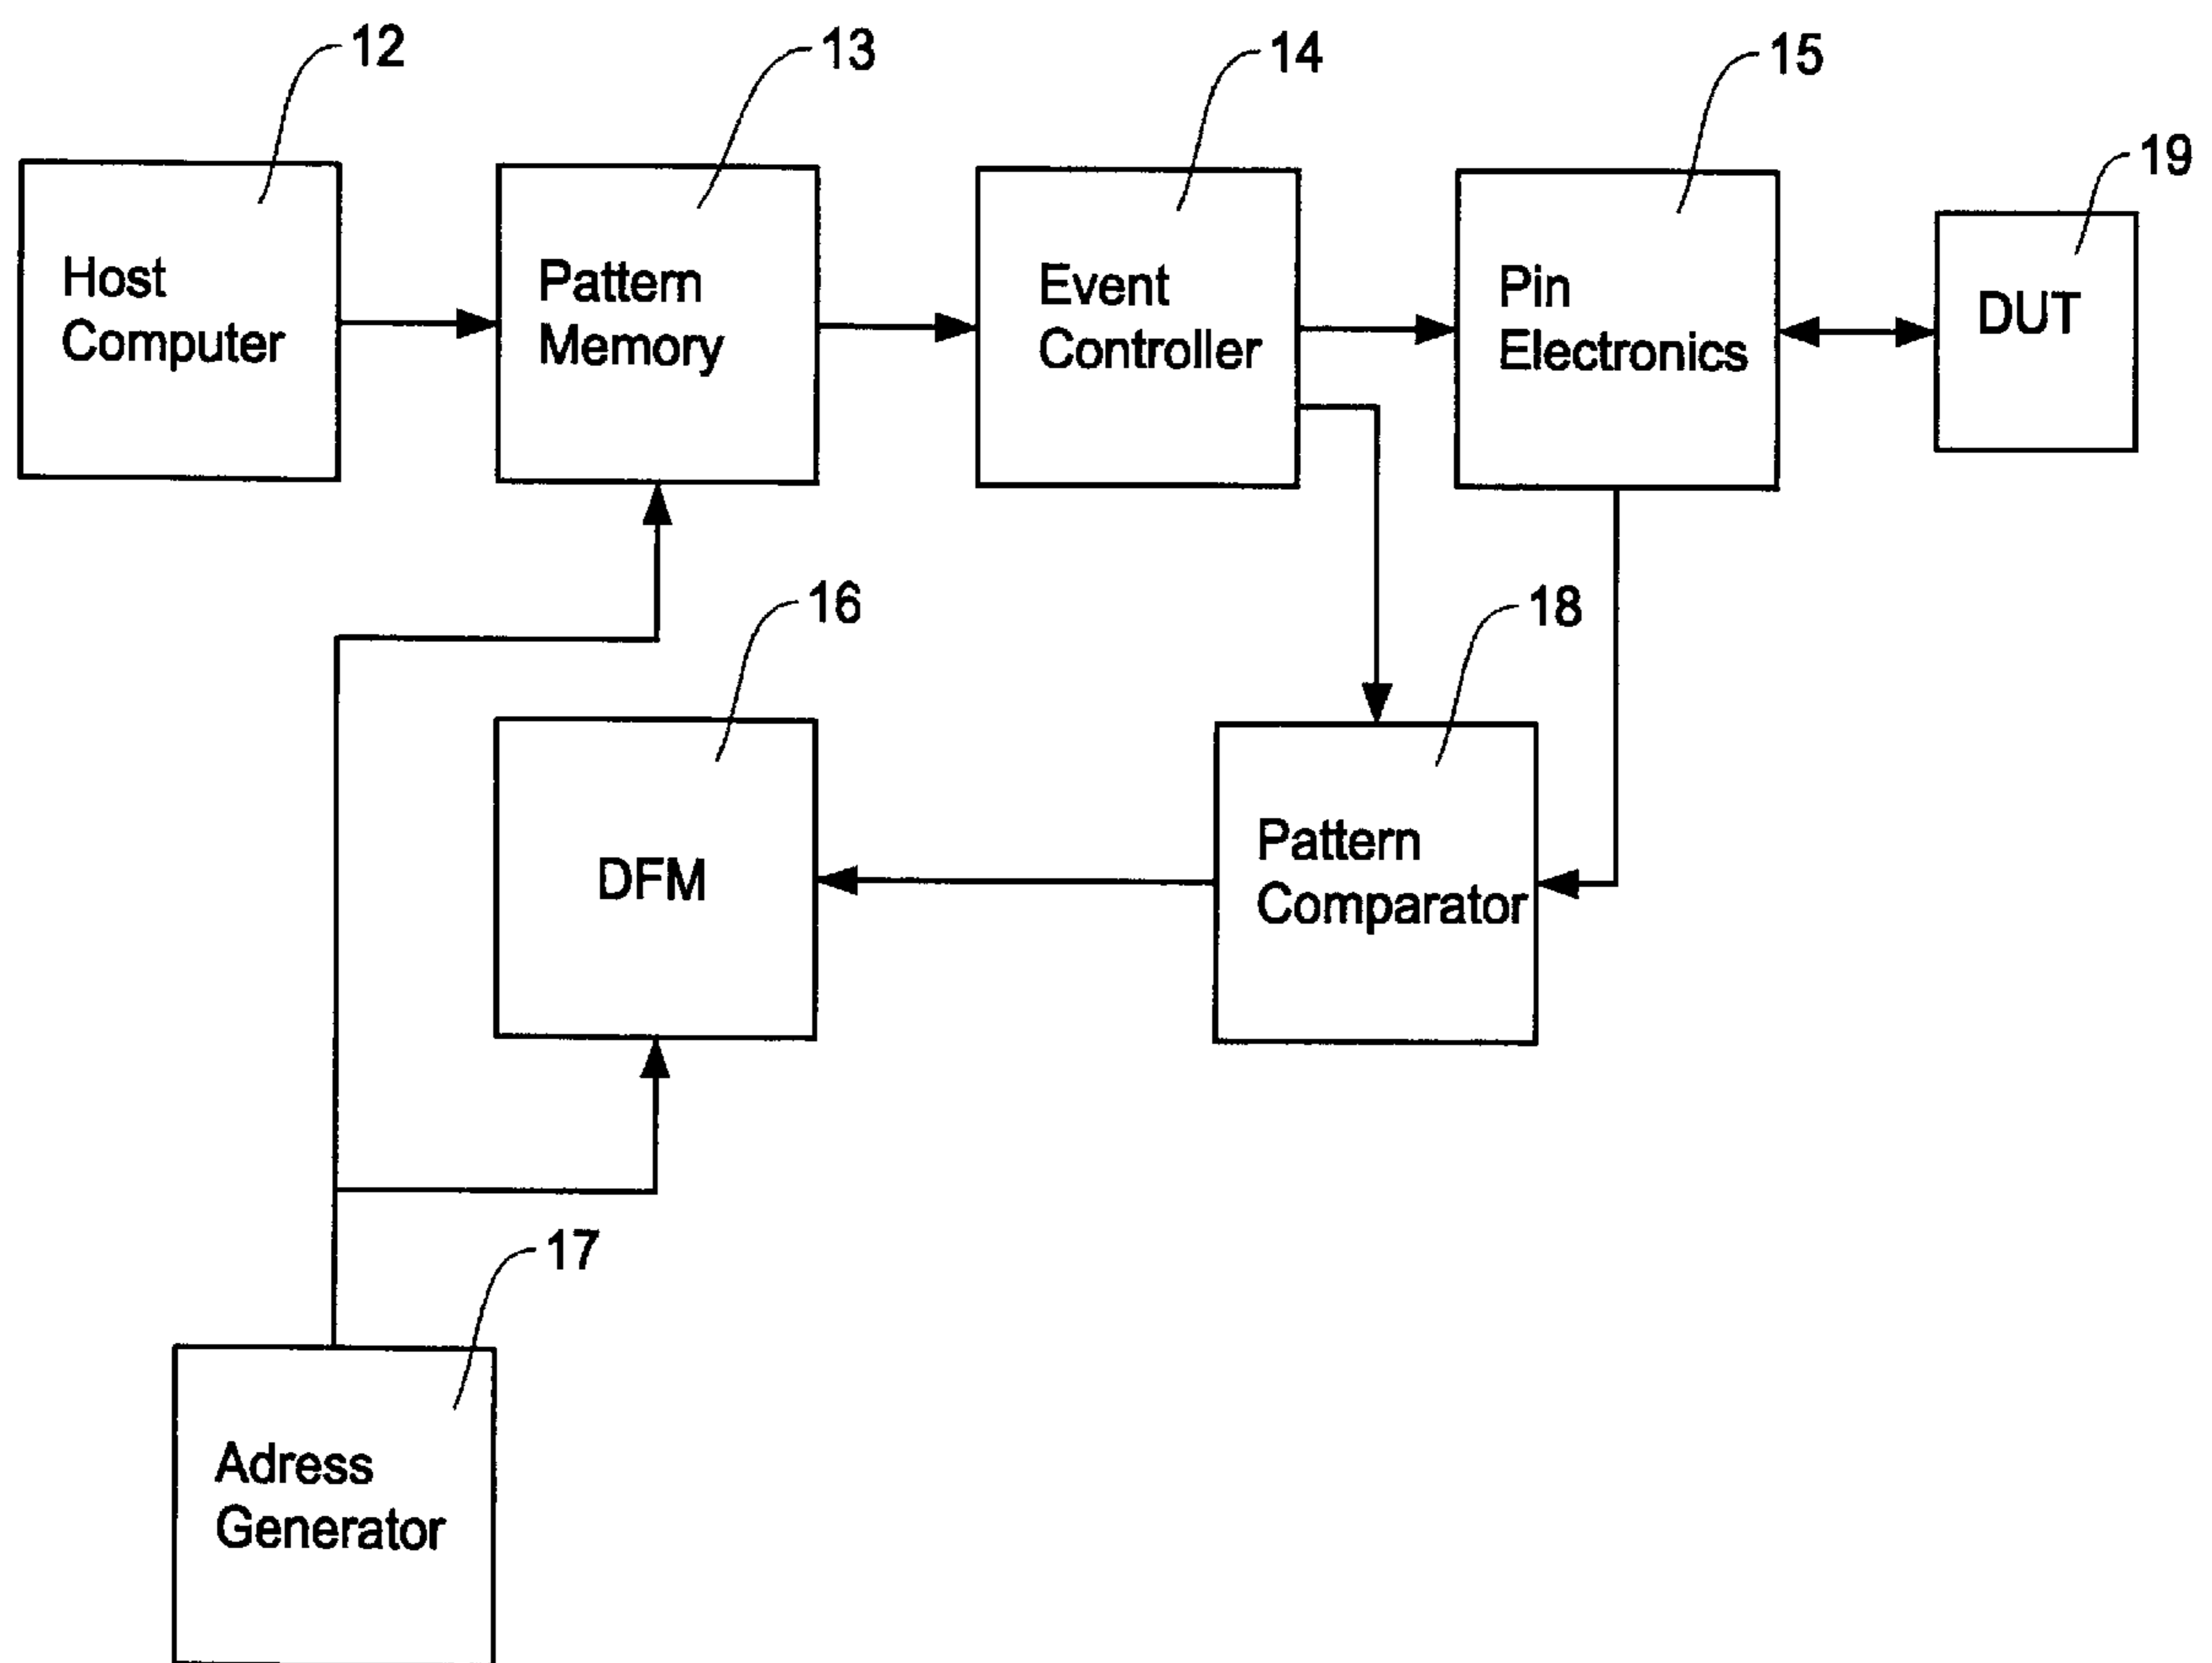 12
13
14
15
19
Host
Computer
Pattern
Memory
Event
Controller
Pin
Electronics
DUT
16
18
DFM
Pattern
Comparator
17
Adress
Generator